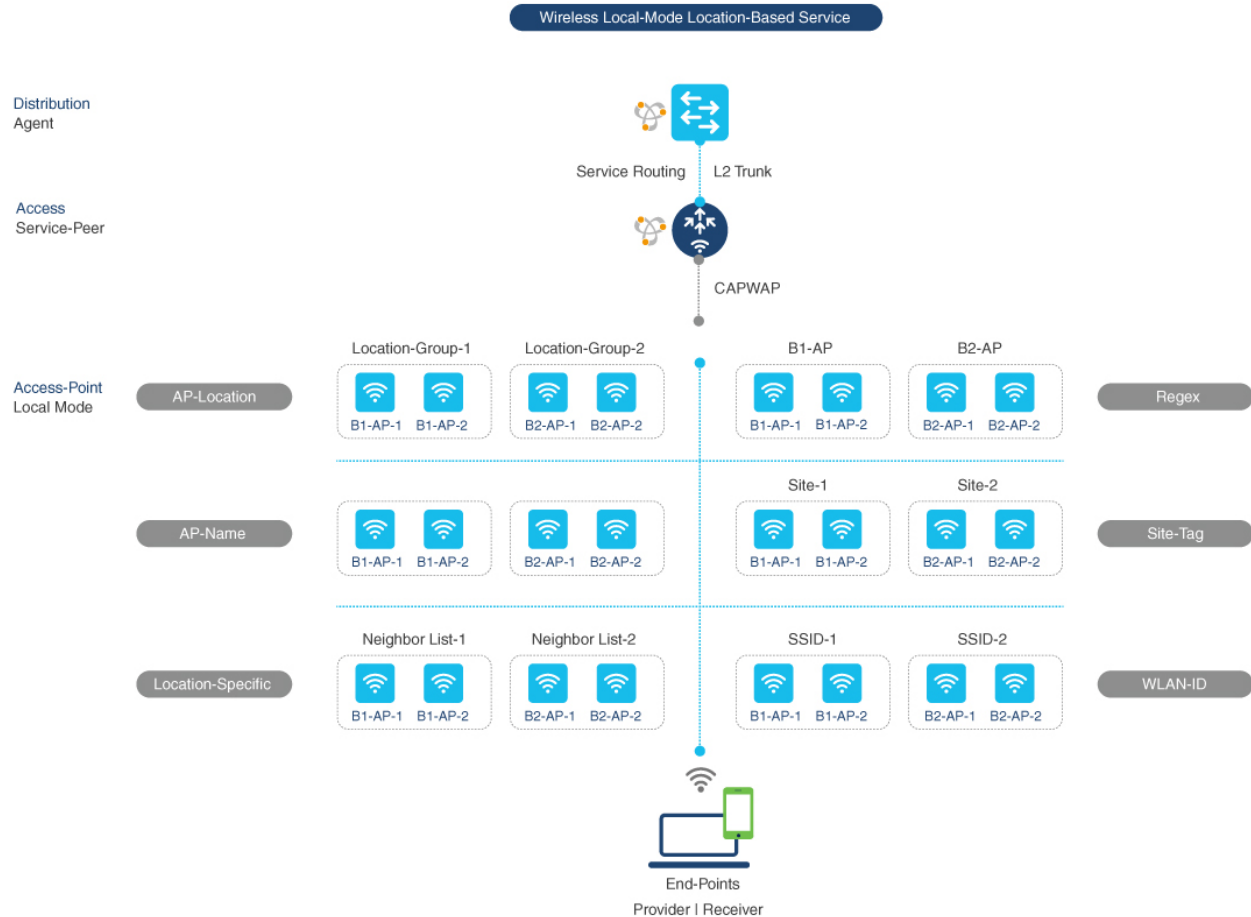 Wireless Local-Mode Location-Based Service
Distribution
Agent
Service Routing
L2 Trunk
Access
Service-Peer
CAPWAP
Access-Point
Local Mode
AP-Location
Location-Group-1
B1-AP-1 B1-AP-2
Location-Group-2
B2-AP-1 B2-AP-2
B1-AP
B1-AP-1 B1-AP-2
B2-AP
B2-AP-1 B2-AP-2
Regex
AP-Name
B1-AP-1 B1-AP-2
B2-AP-1 B2-AP-2
Site-1
B1-AP-1 B1-AP-2
Site-2
B2-AP-1 B2-AP-2
Site-Tag
Location-Specific
Neighbor List-1
B1-AP-1 B1-AP-2
Neighbor List-2
B2-AP-1 B2-AP-2
SSID-1
B1-AP-1 B1-AP-2
SSID-2
B2-AP-1 B2-AP-2
WLAN-ID
End-Points
Provider | Receiver